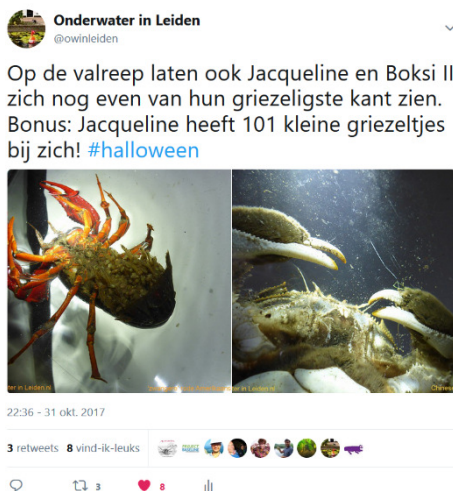 Onderwater in Leiden
@owinleiden
Op de valreep laten ook Jacqueline en Boksi II
zich nog even van hun griezeligste kant zien.
Bonus: Jacqueline heeft 101 kleine griezeltjes
bij zich! #halloween
ter in Leiden.nl
ter in Leiden.nl
Chinese
22:36 - 31 okt. 2017
3 retweets 8 vind-ik-leuks
3 8